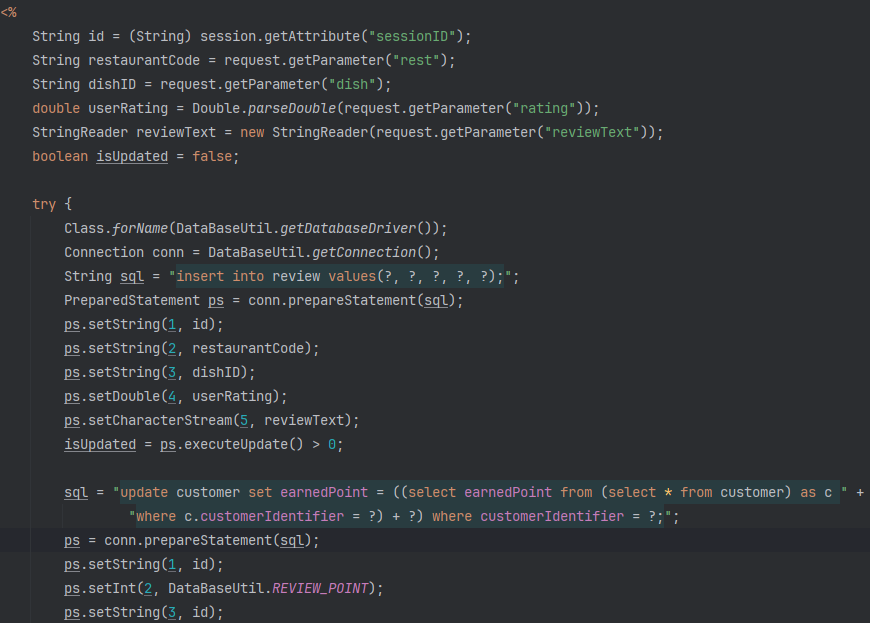 <%
String id = (String) session.getAttribute("sessionID");
String restaurantCode = request.getParameter("rest");
String dishID = request.getParameter("dish");
double userRating = Double.parseDouble(request.getParameter("rating"));
StringReader reviewText = new StringReader(request.getParameter("reviewText"));
boolean isUpdated = false;
try {
Class.forName(DataBaseUtil.getDatabaseDriver());
Connection conn = DataBaseUtil.getConnection();
String sql = "insert into review values(?, ?, ?, ?, ?);";
PreparedStatement ps = conn.prepareStatement(sql);
ps.setString(1, id);
ps.setString(2, restaurantCode);
ps.setString(3, dishID);
ps.setDouble(4, userRating);
ps.setCharacterStream(5, reviewText);
isUpdated = ps.executeUpdate() > 0;
sql = "update customer set earnedPoint = ((select earnedPoint from (select * from customer) as c " +
"where c.customerIdentifier = ?) + ?) where customerIdentifier = ?;";
ps = conn.prepareStatement(sql);
ps.setString(1, id);
ps.setInt(2, DataBaseUtil.REVIEW_POINT);
ps.setString(3, id);